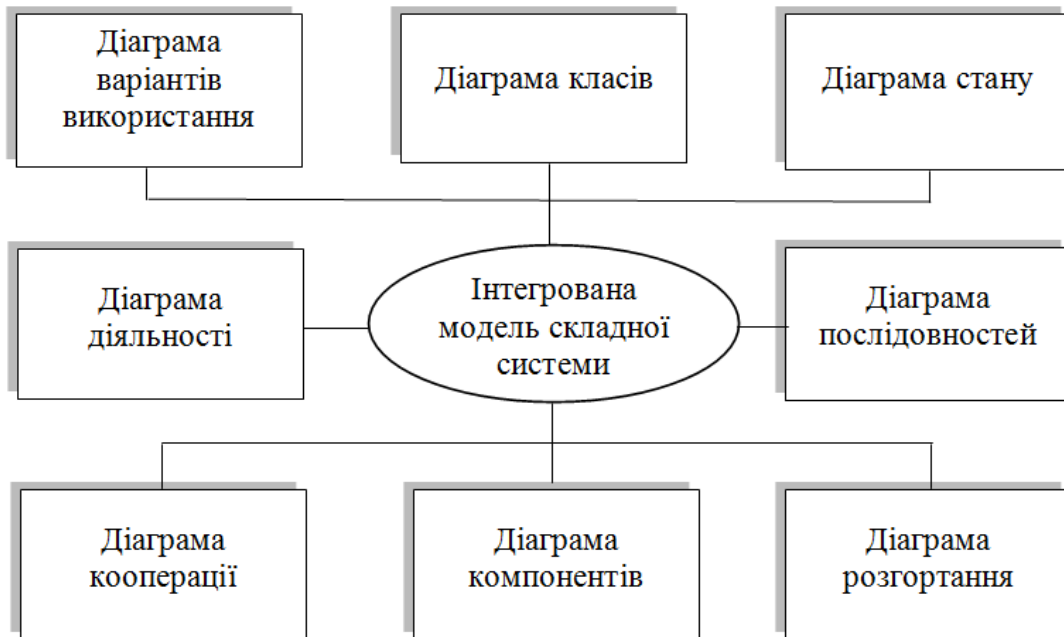 Діаграма
варіантів
використання
Діаграма класів
Діаграма стану
Діаграма
діяльності
Інтегрована
модель складної
системи
Діаграма
послідовностей
Діаграма
кооперації
Діаграма
компонентів
Діаграма
розгортання